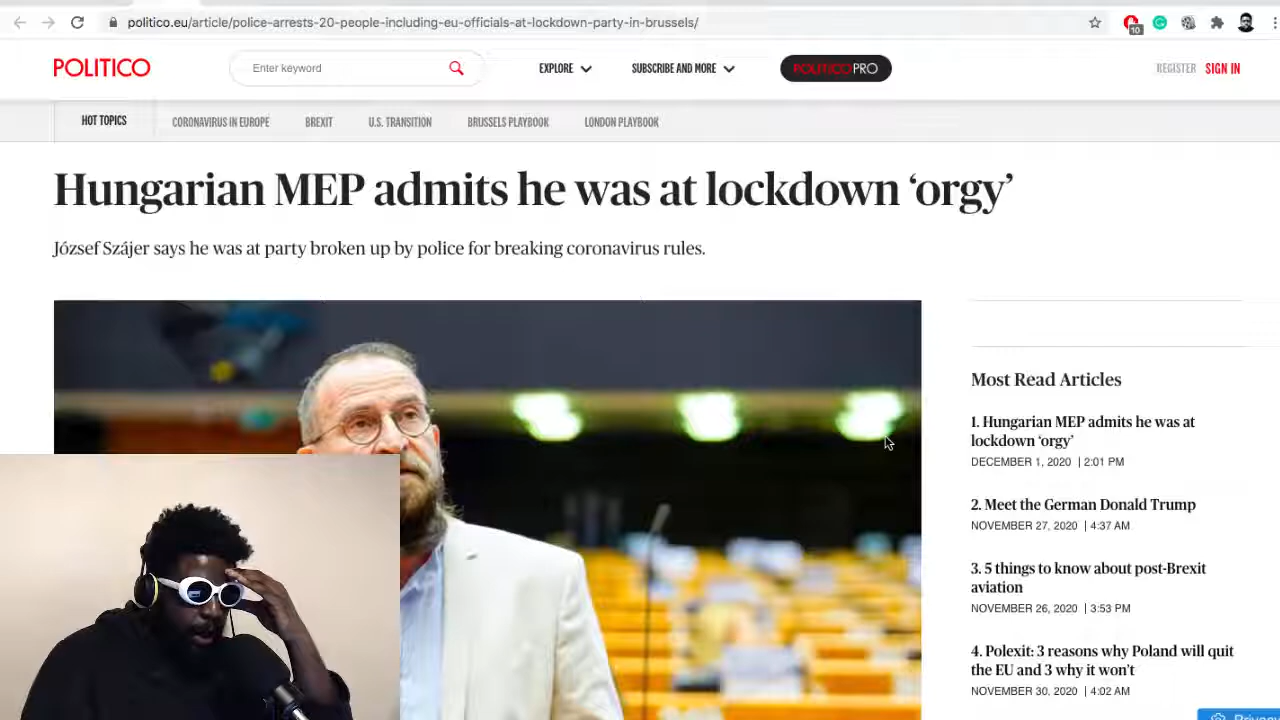 politico.eu/article/police-arrests-20-people-including-eu-officials-at-lockdown-party-in-brussels/
10
POLITICO
Enter keyword
EXPLORE
SUBSCRIBE AND MORE
POLITICO PRO
REGISTER SIGN IN
HOT TOPICS
CORONAVIRUS IN EUROPE
BREXIT
U.S. TRANSITION
BRUSSELS PLAYBOOK
LONDON PLAYBOOK
Hungarian MEP admits he was at lockdown ‘orgy’
József Szájer says he was at party broken up by police for breaking coronavirus rules.
Most Read Articles
1. Hungarian MEP admits he was at
lockdown ‘orgy’
DECEMBER 1, 2020 | 2:01 PM
2. Meet the German Donald Trump
NOVEMBER 27, 2020 | 4:37 AM
3. 5 things to know about post-Brexit
aviation
NOVEMBER 26, 2020 | 3:53 PM
4. Polexit: 3 reasons why Poland will quit
the EU and 3 why it won’t
NOVEMBER 30, 2020 | 4:02 AM